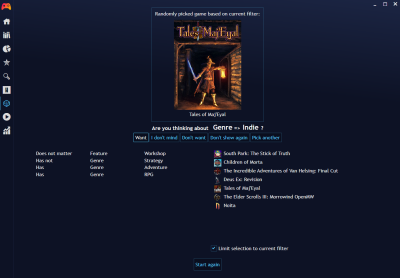 Randomly picked game based on current filter:
Tales of Maj'Eyal
Tales of Maj'Eyal
Are you thinking about Genre => Indie ?
Want I don't mind Don't want Don't show again Pick another
Does not matter Feature Workshop
Has not Genre Strategy
Has Genre Adventure
Has Genre RPG
South Park: The Stick of Truth
Children of Morta
The Incredible Adventures of Van Helsing: Final Cut
Deus Ex: Revision
Tales of Maj'Eyal
The Elder Scrolls III: Morrowind OpenMW
Noita
Limit selection to current filter
Start again